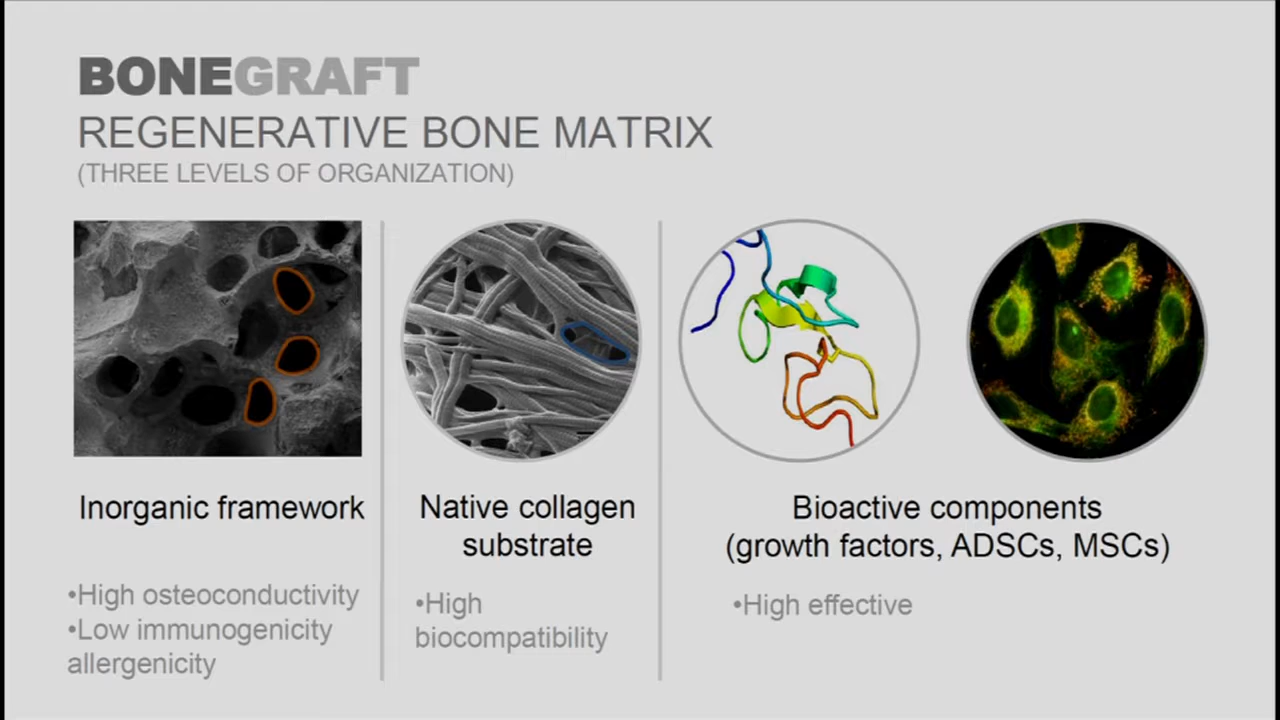 BONEGRAFT
REGENERATIVE BONE MATRIX
(THREE LEVELS OF ORGANIZATION)
Inorganic framework
•High osteoconductivity
•Low immunogenicity
allergenicity
Native collagen
substrate
•High
biocompatibility
Bioactive components
(growth factors, ADSCs, MSCs)
•High effective